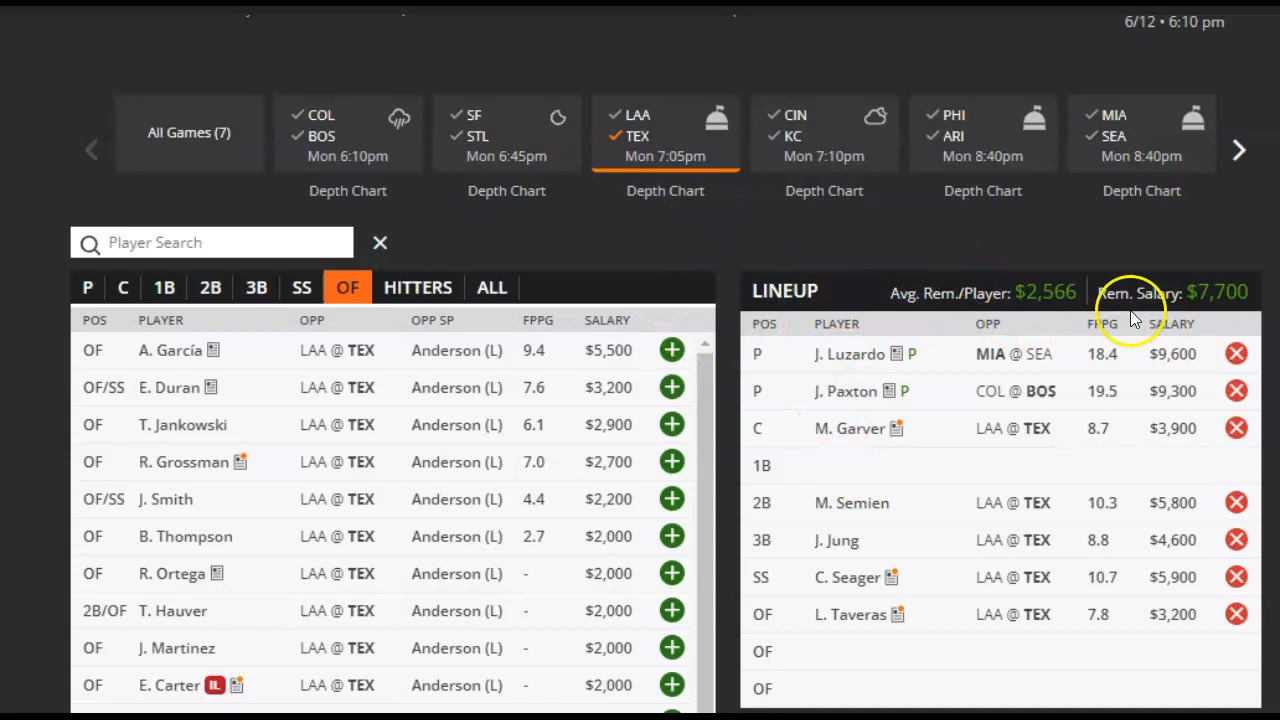 6/12 • 6:10 pm
All Games (7)
COL
BOS
Mon 6:10pm
Depth Chart
SF
STL
Mon 6:45pm
Depth Chart
LAA
TEX
Mon 7:05pm
Depth Chart
CIN
KC
Mon 7:10pm
Depth Chart
PHI
ARI
Mon 8:40pm
Depth Chart
MIA
SEA
Mon 8:40pm
Depth Chart
Player Search
P C 1B 2B 3B SS OF HITTERS ALL
POS PLAYER OPP OPP SP FPPG SALARY
OF A. García LAA @ TEX Anderson (L) 9.4 $5,500
OF/SS E. Duran LAA @ TEX Anderson (L) 7.6 $3,200
OF T. Jankowski LAA @ TEX Anderson (L) 6.1 $2,900
OF R. Grossman LAA @ TEX Anderson (L) 7.0 $2,700
OF/SS J. Smith LAA @ TEX Anderson (L) 4.4 $2,200
OF B. Thompson LAA @ TEX Anderson (L) 2.7 $2,000
OF R. Ortega LAA @ TEX Anderson (L) - $2,000
2B/OF T. Hauver LAA @ TEX Anderson (L) - $2,000
OF J. Martinez LAA @ TEX Anderson (L) - $2,000
OF E. Carter IL LAA @ TEX Anderson (L) - $2,000
LINEUP Avg. Rem./Player: $2,566 Rem. Salary: $7,700
POS PLAYER OPP FPPG SALARY
P J. Luzardo P MIA @ SEA 18.4 $9,600
P J. Paxton P COL @ BOS 19.5 $9,300
C M. Garver LAA @ TEX 8.7 $3,900
1B
2B M. Semien LAA @ TEX 10.3 $5,800
3B J. Jung LAA @ TEX 8.8 $4,600
SS C. Seager LAA @ TEX 10.7 $5,900
OF L. Taveras LAA @ TEX 7.8 $3,200
OF
OF